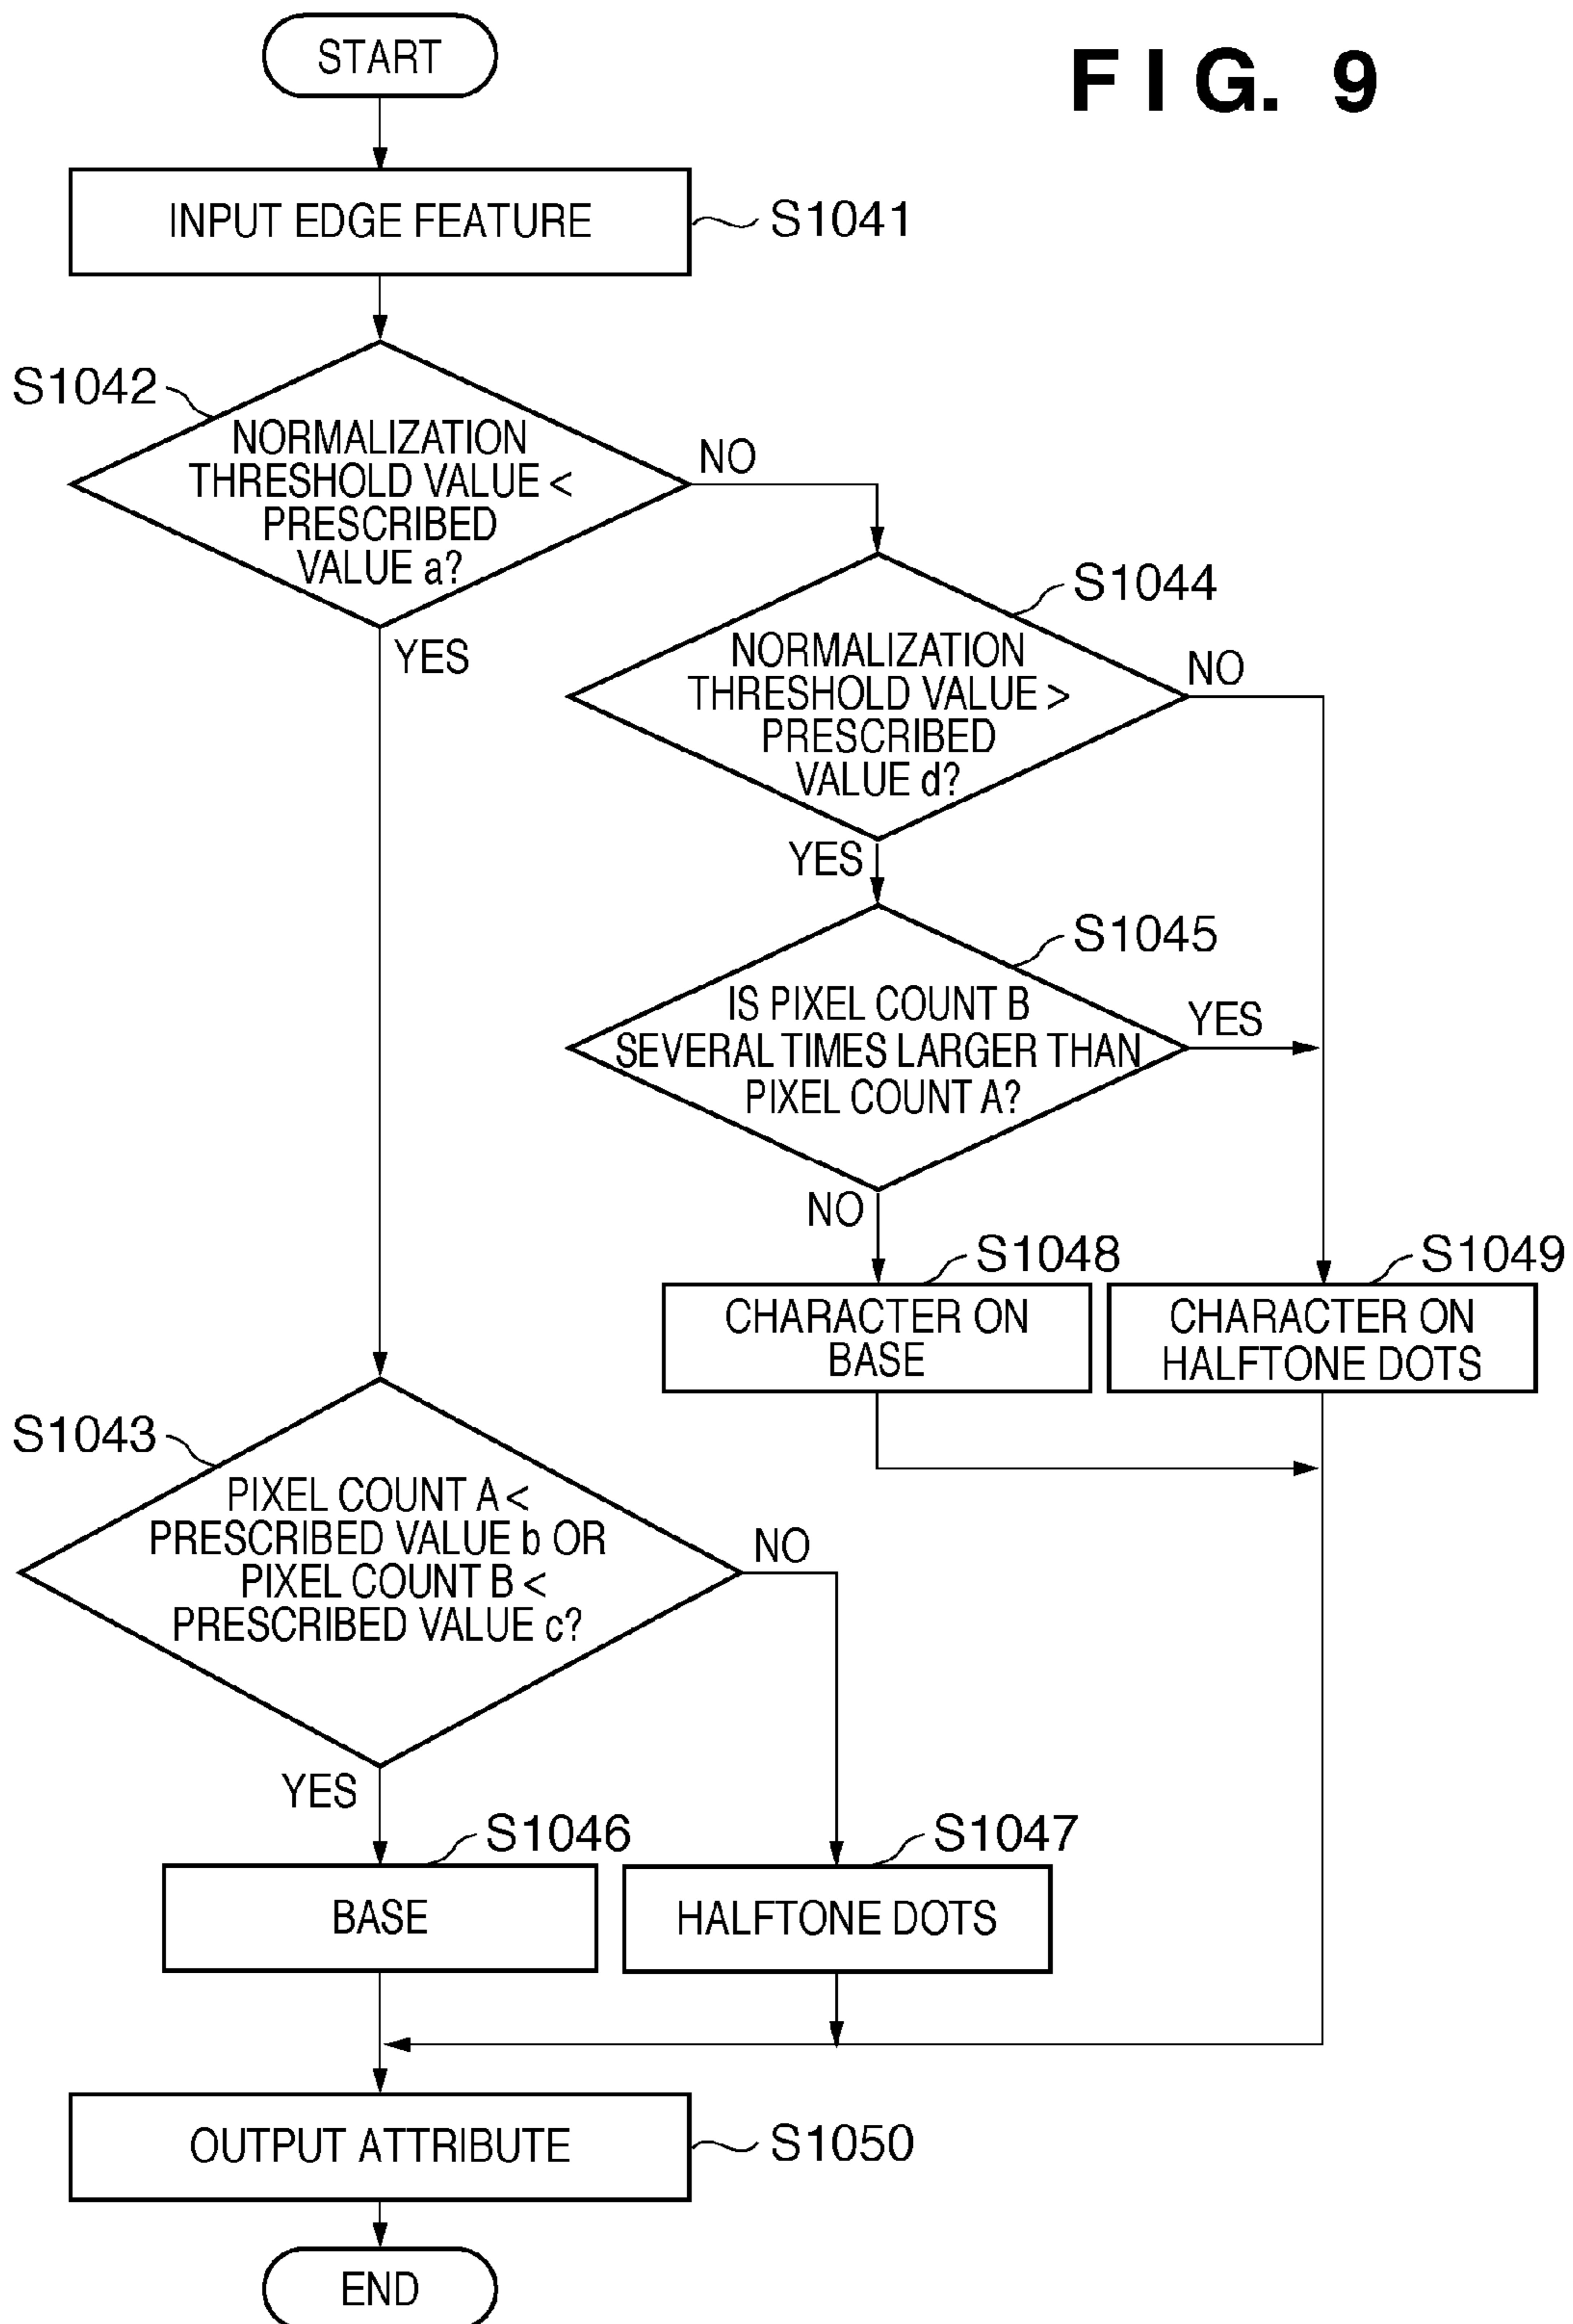 START
FIG. 9
INPUT EDGE FEATURE
S1041
S1042
NORMALIZATION
THRESHOLD VALUE <
PRESCRIBED
VALUE a?
NO
YES
S1044
NORMALIZATION
THRESHOLD VALUE >
PRESCRIBED
VALUE d?
NO
YES
S1045
IS PIXEL COUNT B
SEVERAL TIMES LARGER THAN
PIXEL COUNT A?
YES
NO
S1048
CHARACTER ON
BASE
S1049
CHARACTER ON
HALFTONE DOTS
S1043
PIXEL COUNT A <
PRESCRIBED VALUE b OR
PIXEL COUNT B <
PRESCRIBED VALUE c?
NO
YES
S1046
BASE
S1047
HALFTONE DOTS
OUTPUT ATTRIBUTE
S1050
END